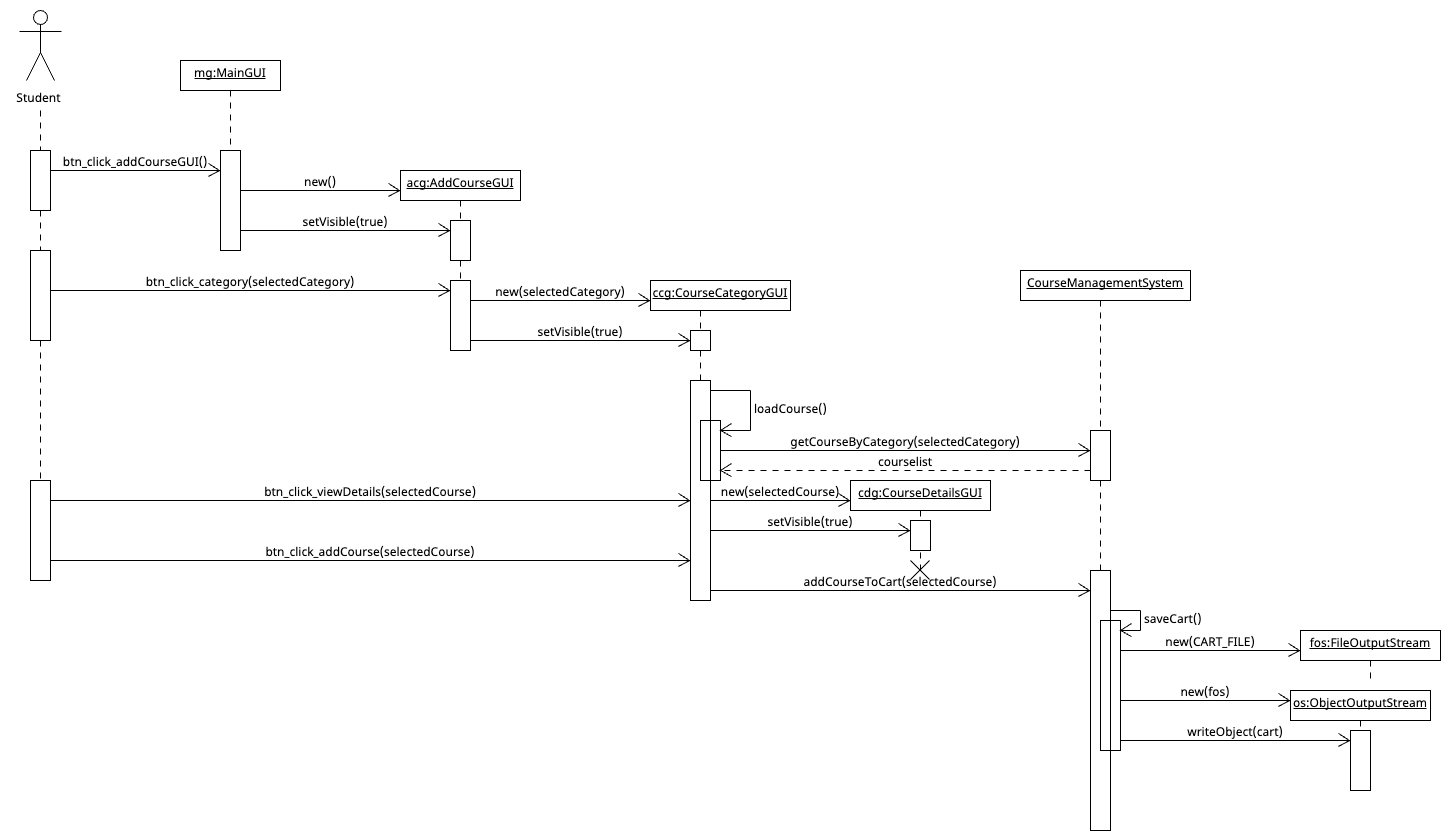 Student
mg:MainGUI
btn_click_addCourseGUI()
new()
acg:AddCourseGUI
setVisible(true)
btn_click_category(selectedCategory)
new(selectedCategory)
ccg:CourseCategoryGUI
CourseManagementSystem
setVisible(true)
loadCourse()
getCourseByCategory(selectedCategory)
courselist
btn_click_viewDetails(selectedCourse)
new(selectedCourse)
cdg:CourseDetailsGUI
setVisible(true)
btn_click_addCourse(selectedCourse)
addCourseToCart(selectedCourse)
saveCart()
new(CART_FILE)
fos:FileOutputStream
new(fos)
os:ObjectOutputStream
writeObject(cart)